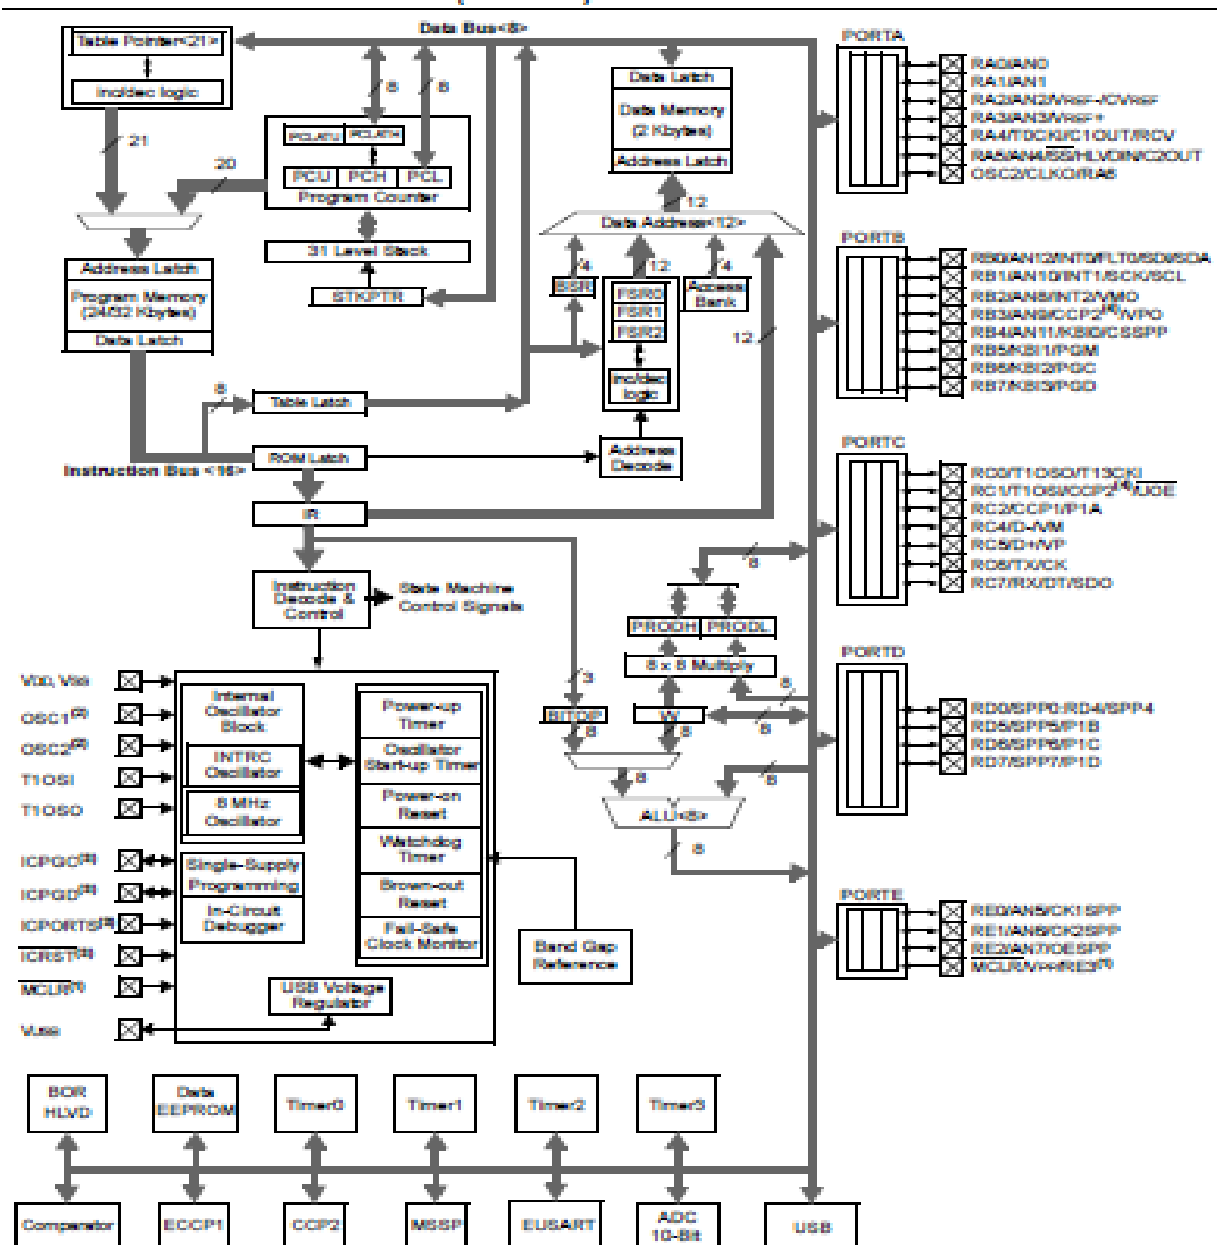 Data Bus<8>
Table Pointer<21>
inc/dec logic
21
20
8
8
PCLATU PCLATH
PCU PCH PCL
Program Counter
31 Level Stack
STKPTR
Address Latch
Program Memory
(24/32 Kbytes)
Data Latch
8
Table Latch
Instruction Bus <16>
ROM Latch
IR
Instruction
Decode &
Control
State Machine
Control Signals
Data Latch
Data Memory
(2 Kbytes)
Address Latch
12
Data Address<12>
4
12
4
BSR
FSR0
FSR1
FSR2
Access
Bank
12
inc/dec
logic
Address
Decode
8
PRODH PRODL
8 x 8 Multiply
3
8
BITOP
W
8
8
8
8
8
ALU<8>
8
VDD, VSS
OSC1(2)
OSC2(2)
T1OSI
T1OSO
ICPGC(3)
ICPGD(3)
ICPORTS(3)
ICRST(3)
MCLR(1)
VUSB
Internal
Oscillator
Block
INTRC
Oscillator
8 MHz
Oscillator
Single-Supply
Programming
In-Circuit
Debugger
Power-up
Timer
Oscillator
Start-up Timer
Power-on
Reset
Watchdog
Timer
Brown-out
Reset
Fail-Safe
Clock Monitor
Band Gap
Reference
USB Voltage
Regulator
BOR
HLVD
Data
EEPROM
Timer0
Timer1
Timer2
Timer3
Comparator
ECCP1
CCP2
MSSP
EUSART
ADC
10-Bit
USB
PORTA
RA0/AN0
RA1/AN1
RA2/AN2/VREF-/CVREF
RA3/AN3/VREF+
RA4/T0CKI/C1OUT/RCV
RA5/AN4/SS/HLVDIN/C2OUT
OSC2/CLKO/RA6
PORTB
RB0/AN12/INT0/FLT0/SDI/SDA
RB1/AN10/INT1/SCK/SCL
RB2/AN8/INT2/VMO
RB3/AN9/CCP2(4)/VPO
RB4/AN11/KBI0/CSSPP
RB5/KBI1/PGM
RB6/KBI2/PGC
RB7/KBI3/PGD
PORTC
RC0/T1OSO/T13CKI
RC1/T1OSI/CCP2(4)/UOE
RC2/CCP1/P1A
RC4/D-/VM
RC5/D+/VP
RC6/TX/CK
RC7/RX/DT/SDO
PORTD
RD0/SPP0:RD4/SPP4
RD5/SPP5/P1B
RD6/SPP6/P1C
RD7/SPP7/P1D
PORTE
RE0/AN5/CK1SPP
RE1/AN6/CK2SPP
RE2/AN7/OESPP
MCLR/VPP/RE3(1)